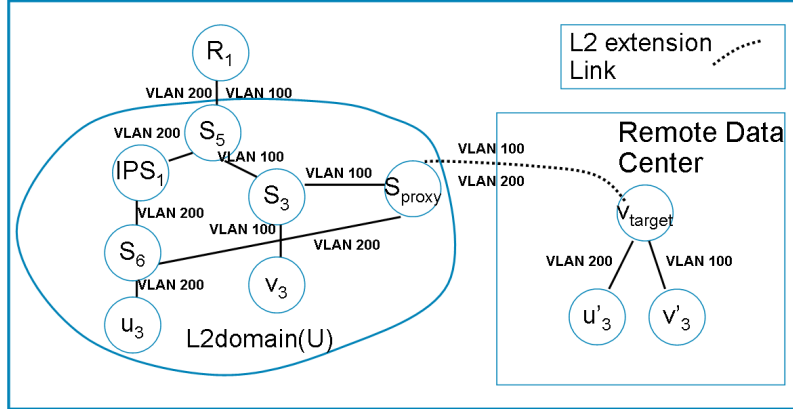 R1
L2 extension
Link
VLAN 200
VLAN 100
S5
VLAN 200
VLAN 100
IPS1
S3
VLAN 100
Sproxy
VLAN 100
VLAN 200
Remote Data
Center
vtarget
VLAN 200
VLAN 100
VLAN 200
S6
v3
VLAN 200
VLAN 200
VLAN 100
u3
L2domain(U)
u'3
v'3